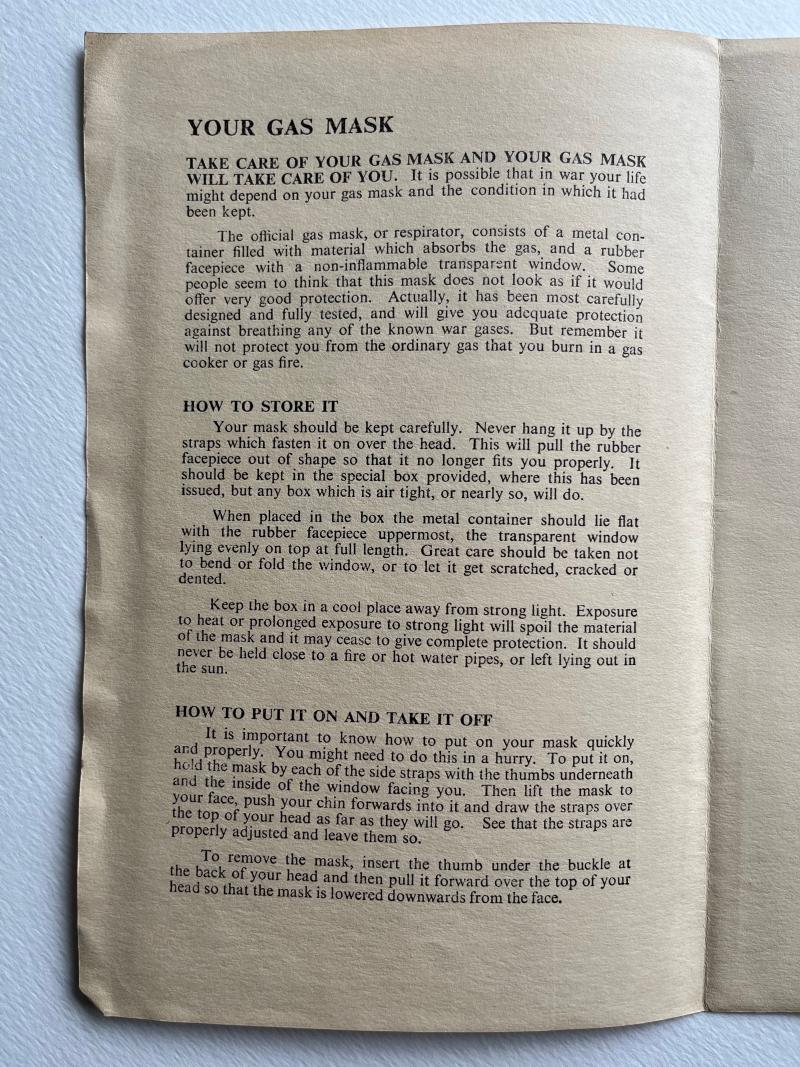 YOUR GAS MASK
TAKE CARE OF YOUR GAS MASK AND YOUR GAS MASK
WILL TAKE CARE OF YOU. It is possible that in war your life
might depend on your gas mask and the condition in which it had
been kept.
The official gas mask, or respirator, consists of a metal con-
tainer filled with material which absorbs the gas, and a rubber
facepiece with a non-inflammable transparent window. Some
people seem to think that this mask does not look as if it would
offer very good protection. Actually, it has been most carefully
designed and fully tested, and will give you adequate protection
against breathing any of the known war gases. But remember it
will not protect you from the ordinary gas that you burn in a gas
cooker or gas fire.
HOW TO STORE IT
Your mask should be kept carefully. Never hang it up by the
straps which fasten it on over the head. This will pull the rubber
facepiece out of shape so that it no longer fits you properly. It
should be kept in the special box provided, where this has been
issued, but any box which is air tight, or nearly so, will do.
When placed in the box the metal container should lie flat
with the rubber facepiece uppermost, the transparent window
lying evenly on top at full length. Great care should be taken not
to bend or fold the window, or to let it get scratched, cracked or
dented.
Keep the box in a cool place away from strong light. Exposure
to heat or prolonged exposure to strong light will spoil the material
of the mask and it may cease to give complete protection. It should
never be held close to a fire or hot water pipes, or left lying out in
the sun.
HOW TO PUT IT ON AND TAKE IT OFF
It is important to know how to put on your mask quickly
and properly. You might need to do this in a hurry. To put it on,
hold the mask by each of the side straps with the thumbs underneath
and the inside of the window facing you. Then lift the mask to
your face, push your chin forwards into it and draw the straps over
the top of your head as far as they will go. See that the straps are
properly adjusted and leave them so.
To remove the mask, insert the thumb under the buckle at
the back of your head and then pull it forward over the top of your
head so that the mask is lowered downwards from the face.